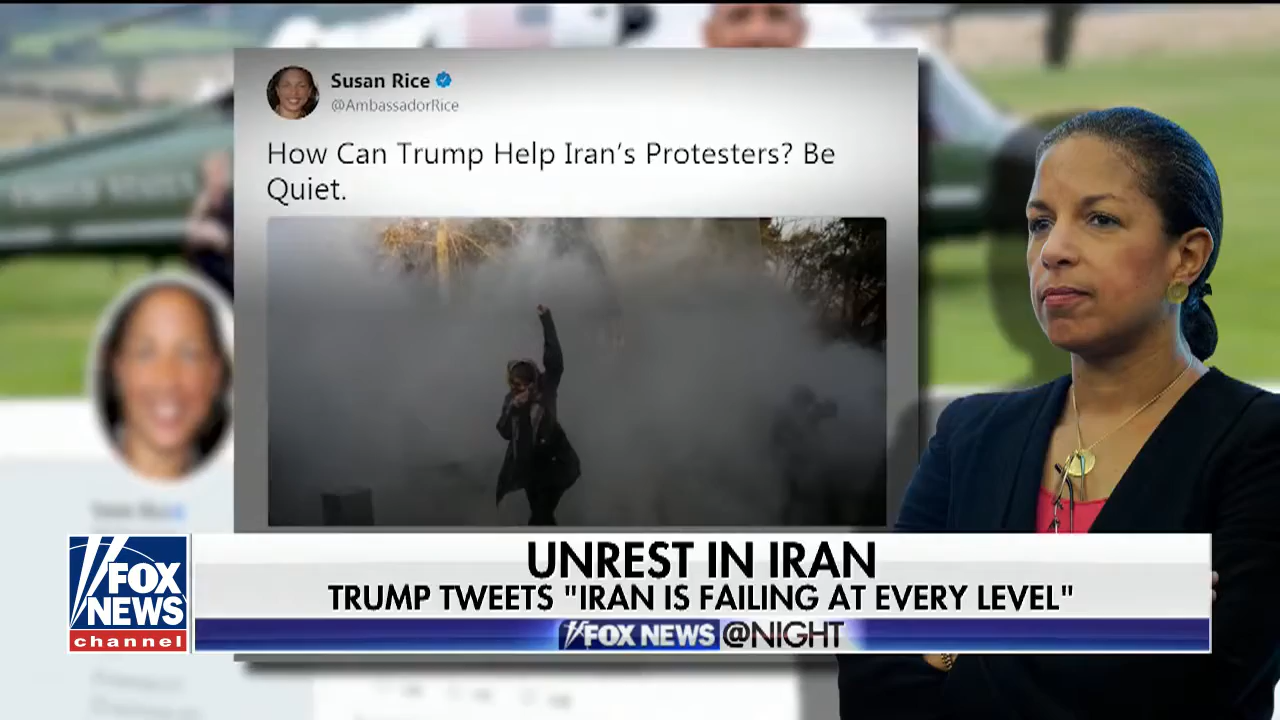 Susan Rice
@AmbassadorRice
How Can Trump Help Iran's Protesters? Be
Quiet.
UNREST IN IRAN
TRUMP TWEETS "IRAN IS FAILING AT EVERY LEVEL"
FOX NEWS @NIGHT
FOX
NEWS
channel